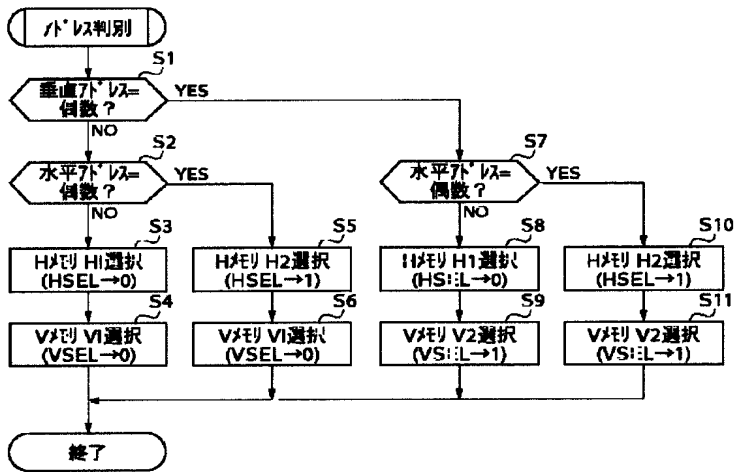 アドレス判別
S1
垂直アドレス=
偶数?
YES
NO
S2
水平アドレス=
偶数?
YES
NO
S7
水平アドレス=
偶数?
YES
NO
S3
Hメモリ H1選択
(HSEL→0)
S5
Hメモリ H2選択
(HSEL→1)
S8
Hメモリ H1選択
(HSEL→0)
S10
Hメモリ H2選択
(HSEL→1)
S4
Vメモリ V1選択
(VSEL→0)
S6
Vメモリ V1選択
(VSEL→0)
S9
Vメモリ V2選択
(VSEL→1)
S11
Vメモリ V2選択
(VSEL→1)
終了